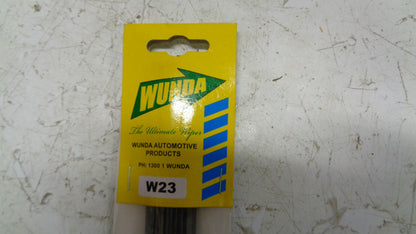 WUNDA
The Ultimate Wiper
WUNDA AUTOMOTIVE
PRODUCTS
PH: 1300 1 WUNDA
W23